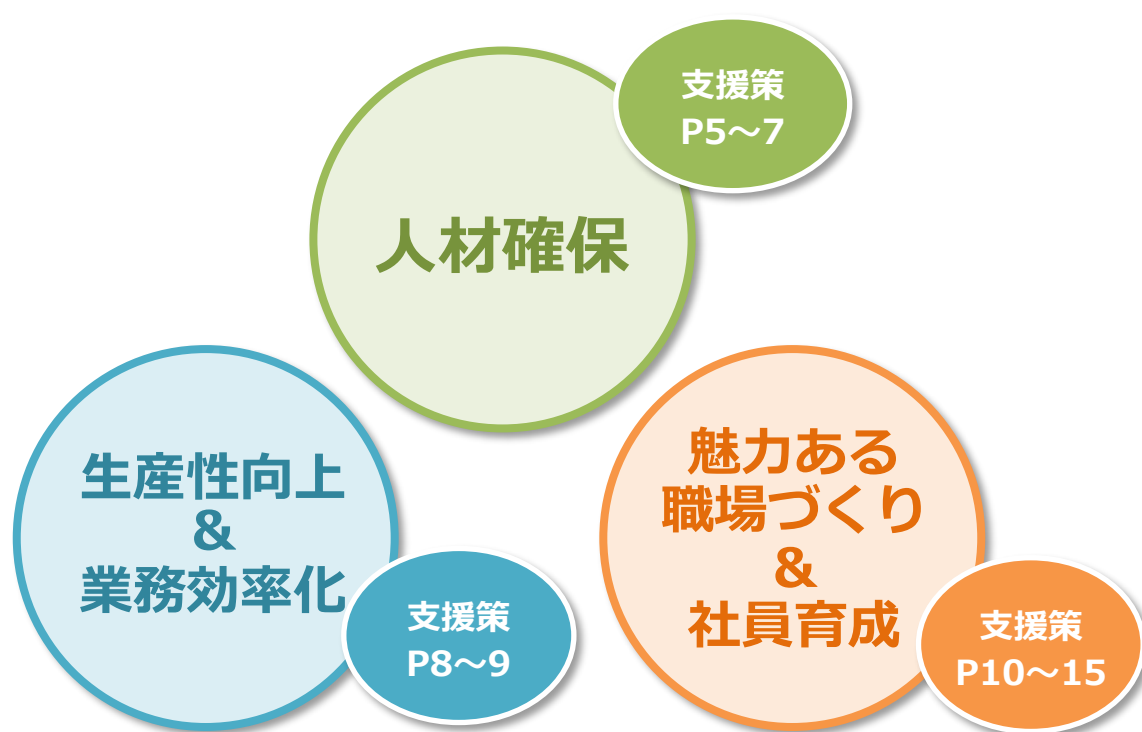 支援策
P5～7
人材確保
生産性向上
&
業務効率化
支援策
P8～9
魅力ある
職場づくり
&
社員育成
支援策
P10～15